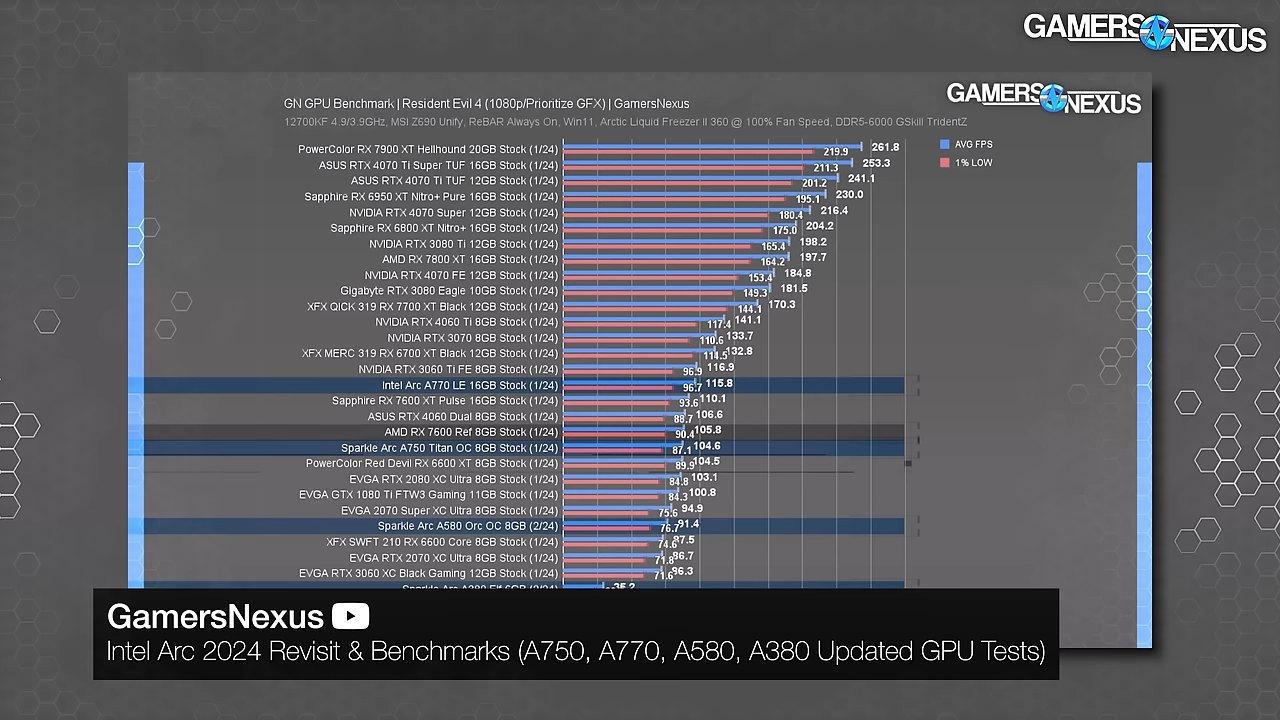 GAMERS NEXUS
GAMERS NEXUS
GN GPU Benchmark | Resident Evil 4 (1080p/Prioritize GFX) | GamersNexus
12700KF 4.9/3.9GHz, MSI Z690 Unify, ReBAR Always On, Win11, Arctic Liquid Freezer II 360 @ 100% Fan Speed, DDR5-6000 GSkill TridentZ
AVG FPS
1% LOW
PowerColor RX 7900 XT Hellhound 20GB Stock (1/24) 219.9 261.8
ASUS RTX 4070 Ti Super TUF 16GB Stock (1/24) 211.3 253.3
ASUS RTX 4070 Ti TUF 12GB Stock (1/24) 201.2 241.1
Sapphire RX 6950 XT Nitro+ Pure 16GB Stock (1/24) 195.1 230.0
NVIDIA RTX 4070 Super 12GB Stock (1/24) 180.4 216.4
Sapphire RX 6800 XT Nitro+ 16GB Stock (1/24) 175.0 204.2
NVIDIA RTX 3080 Ti 12GB Stock (1/24) 165.4 198.2
AMD RX 7800 XT 16GB Stock (1/24) 164.2 197.7
NVIDIA RTX 4070 FE 12GB Stock (1/24) 153.4 184.8
Gigabyte RTX 3080 Eagle 10GB Stock (1/24) 149.3 181.5
XFX QICK 319 RX 7700 XT Black 12GB Stock (1/24) 144.1 170.3
NVIDIA RTX 4060 Ti 8GB Stock (1/24) 117.4 141.1
NVIDIA RTX 3070 8GB Stock (1/24) 110.6 133.7
XFX MERC 319 RX 6700 XT Black 12GB Stock (1/24) 114.5 132.8
NVIDIA RTX 3060 Ti FE 8GB Stock (1/24) 96.9 116.9
Intel Arc A770 LE 16GB Stock (1/24) 96.7 115.8
Sapphire RX 7600 XT Pulse 16GB Stock (1/24) 93.6 110.1
ASUS RTX 4060 Dual 8GB Stock (1/24) 88.7 106.6
AMD RX 7600 Ref 8GB Stock (1/24) 90.4 105.8
Sparkle Arc A750 Titan OC 8GB Stock (1/24) 87.1 104.6
PowerColor Red Devil RX 6600 XT 8GB Stock (1/24) 89.9 104.5
EVGA RTX 2080 XC Ultra 8GB Stock (1/24) 84.8 103.1
EVGA GTX 1080 Ti FTW3 Gaming 11GB Stock (1/24) 84.3 100.8
EVGA 2070 Super XC Ultra 8GB Stock (1/24) 75.6 94.9
Sparkle Arc A580 Orc OC 8GB (2/24) 76.7 91.4
XFX SWFT 210 RX 6600 Core 8GB Stock (1/24) 74.6 87.5
EVGA RTX 2070 XC Ultra 8GB Stock (1/24) 71.8 86.7
EVGA RTX 3060 XC Black Gaming 12GB Stock (1/24) 71.6 86.3
Sparkle Arc A380 Elf 6GB (2/24) 35.2
GamersNexus
Intel Arc 2024 Revisit & Benchmarks (A750, A770, A580, A380 Updated GPU Tests)